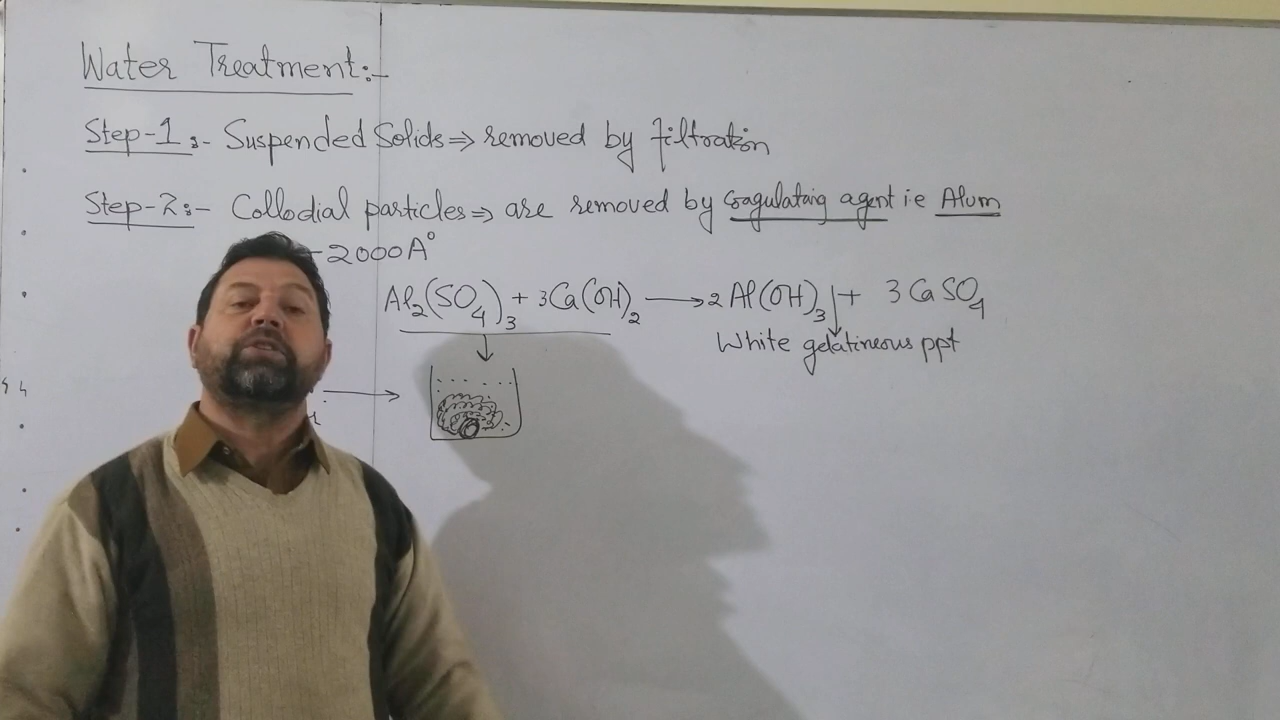 Water Treatment:-
Step-1:- Suspended Solids ⇒ removed by filtration
Step-2:- Collodial particles ⇒ are removed by coagulating agent ie Alum
-2000A°
Al₂(SO₄)₃ + 3Ca(OH)₂ → 2Al(OH)₃↓ + 3CaSO₄
White gelatineous ppt